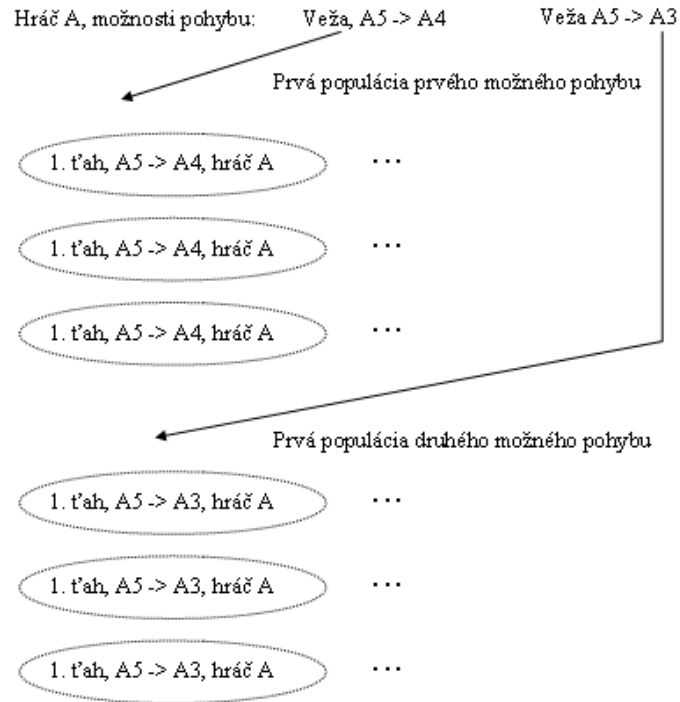 Hráč A, možnosti pohybu: Veža, A5 -> A4 Veža A5 -> A3
Prvá populácia prvého možného pohybu
1. ťah, A5 -> A4, hráč A ...
1. ťah, A5 -> A4, hráč A ...
1. ťah, A5 -> A4, hráč A ...
Prvá populácia druhého možného pohybu
1. ťah, A5 -> A3, hráč A ...
1. ťah, A5 -> A3, hráč A ...
1. ťah, A5 -> A3, hráč A ...